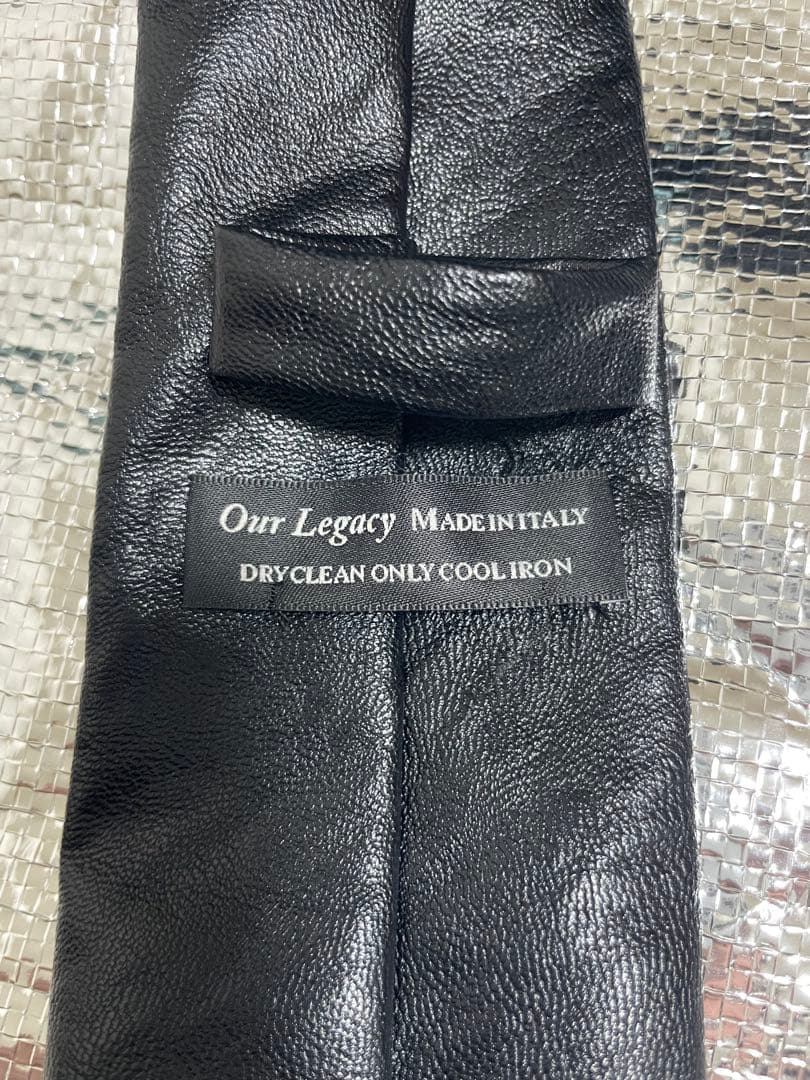 Our Legacy MADE IN ITALY
DRYCLEAN ONLY COOL IRON